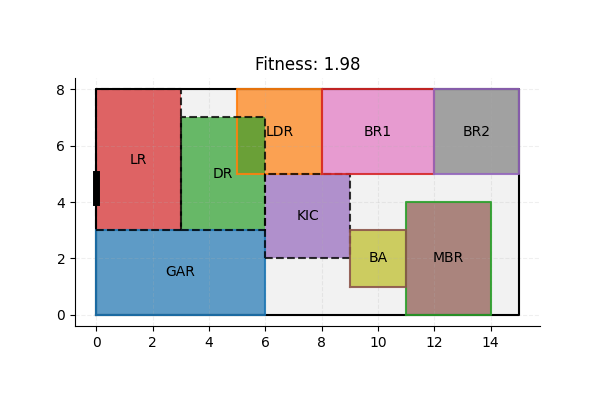 Fitness: 1.98
8
6
4
2
0
LR
DR
LDR
BR1
BR2
KIC
GAR
BA
MBR
0 2 4 6 8 10 12 14